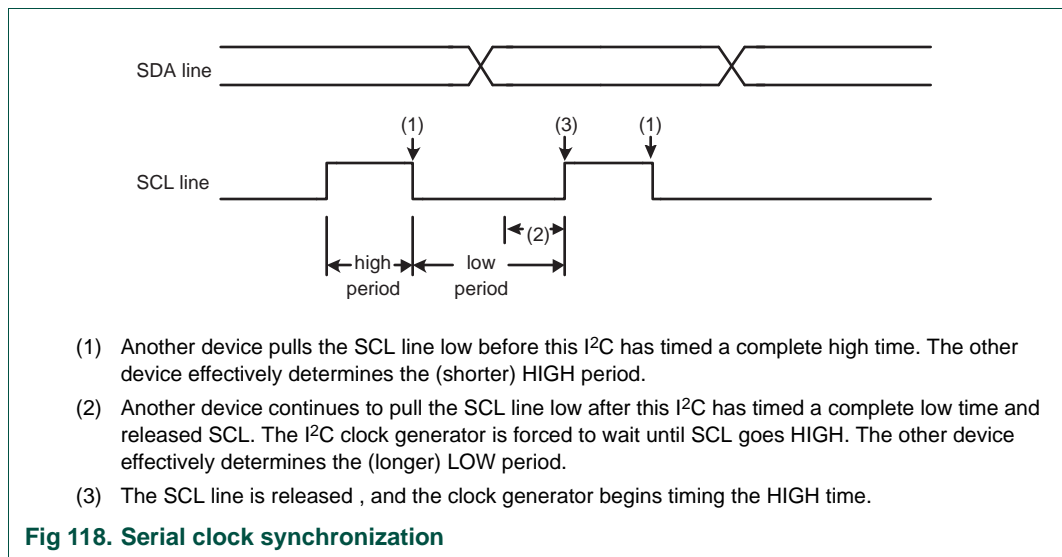 SDA line
(1) (3) (1)
SCL line
(2)
high low
period period
(1) Another device pulls the SCL line low before this I²C has timed a complete high time. The other
device effectively determines the (shorter) HIGH period.
(2) Another device continues to pull the SCL line low after this I²C has timed a complete low time and
released SCL. The I²C clock generator is forced to wait until SCL goes HIGH. The other device
effectively determines the (longer) LOW period.
(3) The SCL line is released , and the clock generator begins timing the HIGH time.
Fig 118. Serial clock synchronization